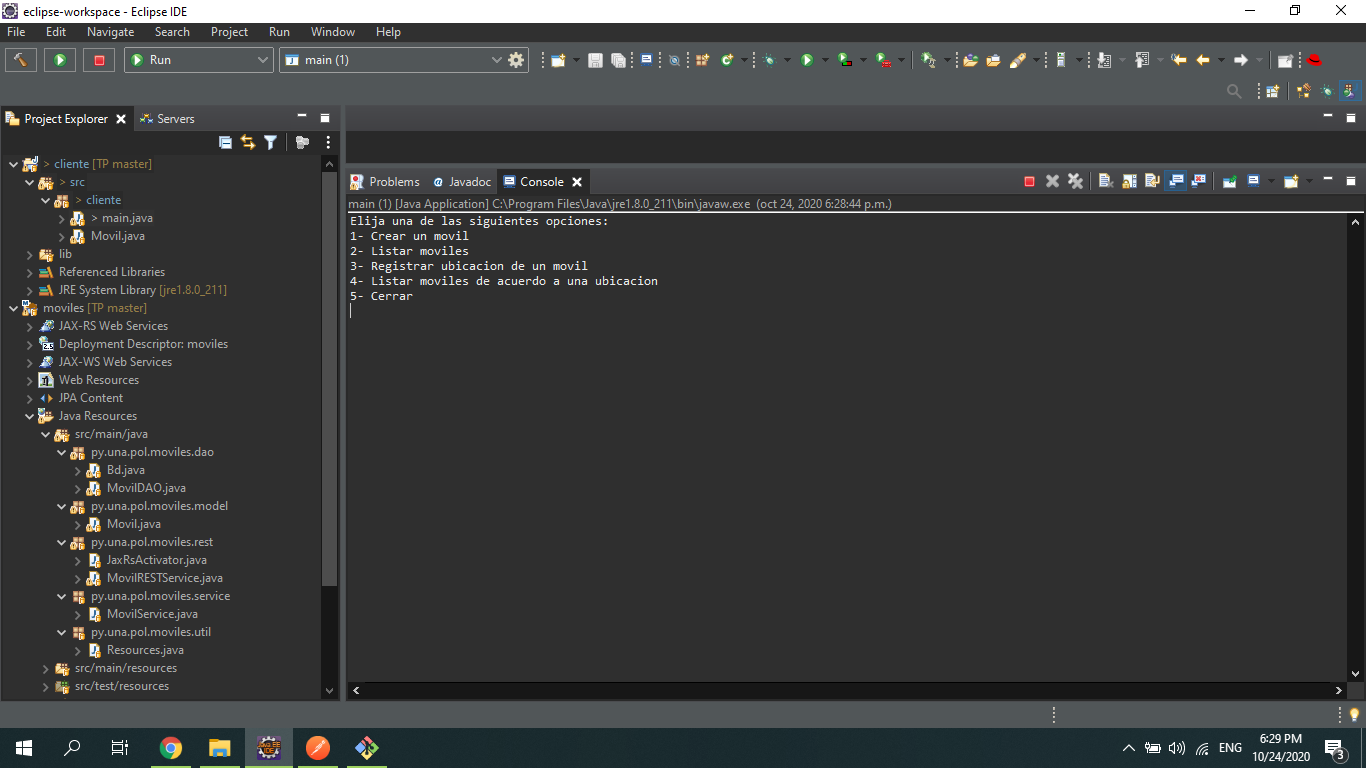 eclipse-workspace - Eclipse IDE
File Edit Navigate Search Project Run Window Help
Run main (1)
Project Explorer Servers
> cliente [TP master]
> src
> cliente
> main.java
Movil.java
lib
Referenced Libraries
JRE System Library [jre1.8.0_211]
moviles [TP master]
JAX-RS Web Services
Deployment Descriptor: moviles
JAX-WS Web Services
Web Resources
JPA Content
Java Resources
src/main/java
py.una.pol.moviles.dao
Bd.java
MovilDAO.java
py.una.pol.moviles.model
Movil.java
py.una.pol.moviles.rest
JaxRsActivator.java
MovilRESTService.java
py.una.pol.moviles.service
MovilService.java
py.una.pol.moviles.util
Resources.java
src/main/resources
src/test/resources
Problems @ Javadoc Console
main (1) [Java Application] C:\Program Files\Java\jre1.8.0_211\bin\javaw.exe (oct 24, 2020 6:28:44 p.m.)
Elija una de las siguientes opciones:
1- Crear un movil
2- Listar moviles
3- Registrar ubicacion de un movil
4- Listar moviles de acuerdo a una ubicacion
5- Cerrar
ENG
6:29 PM
10/24/2020
3